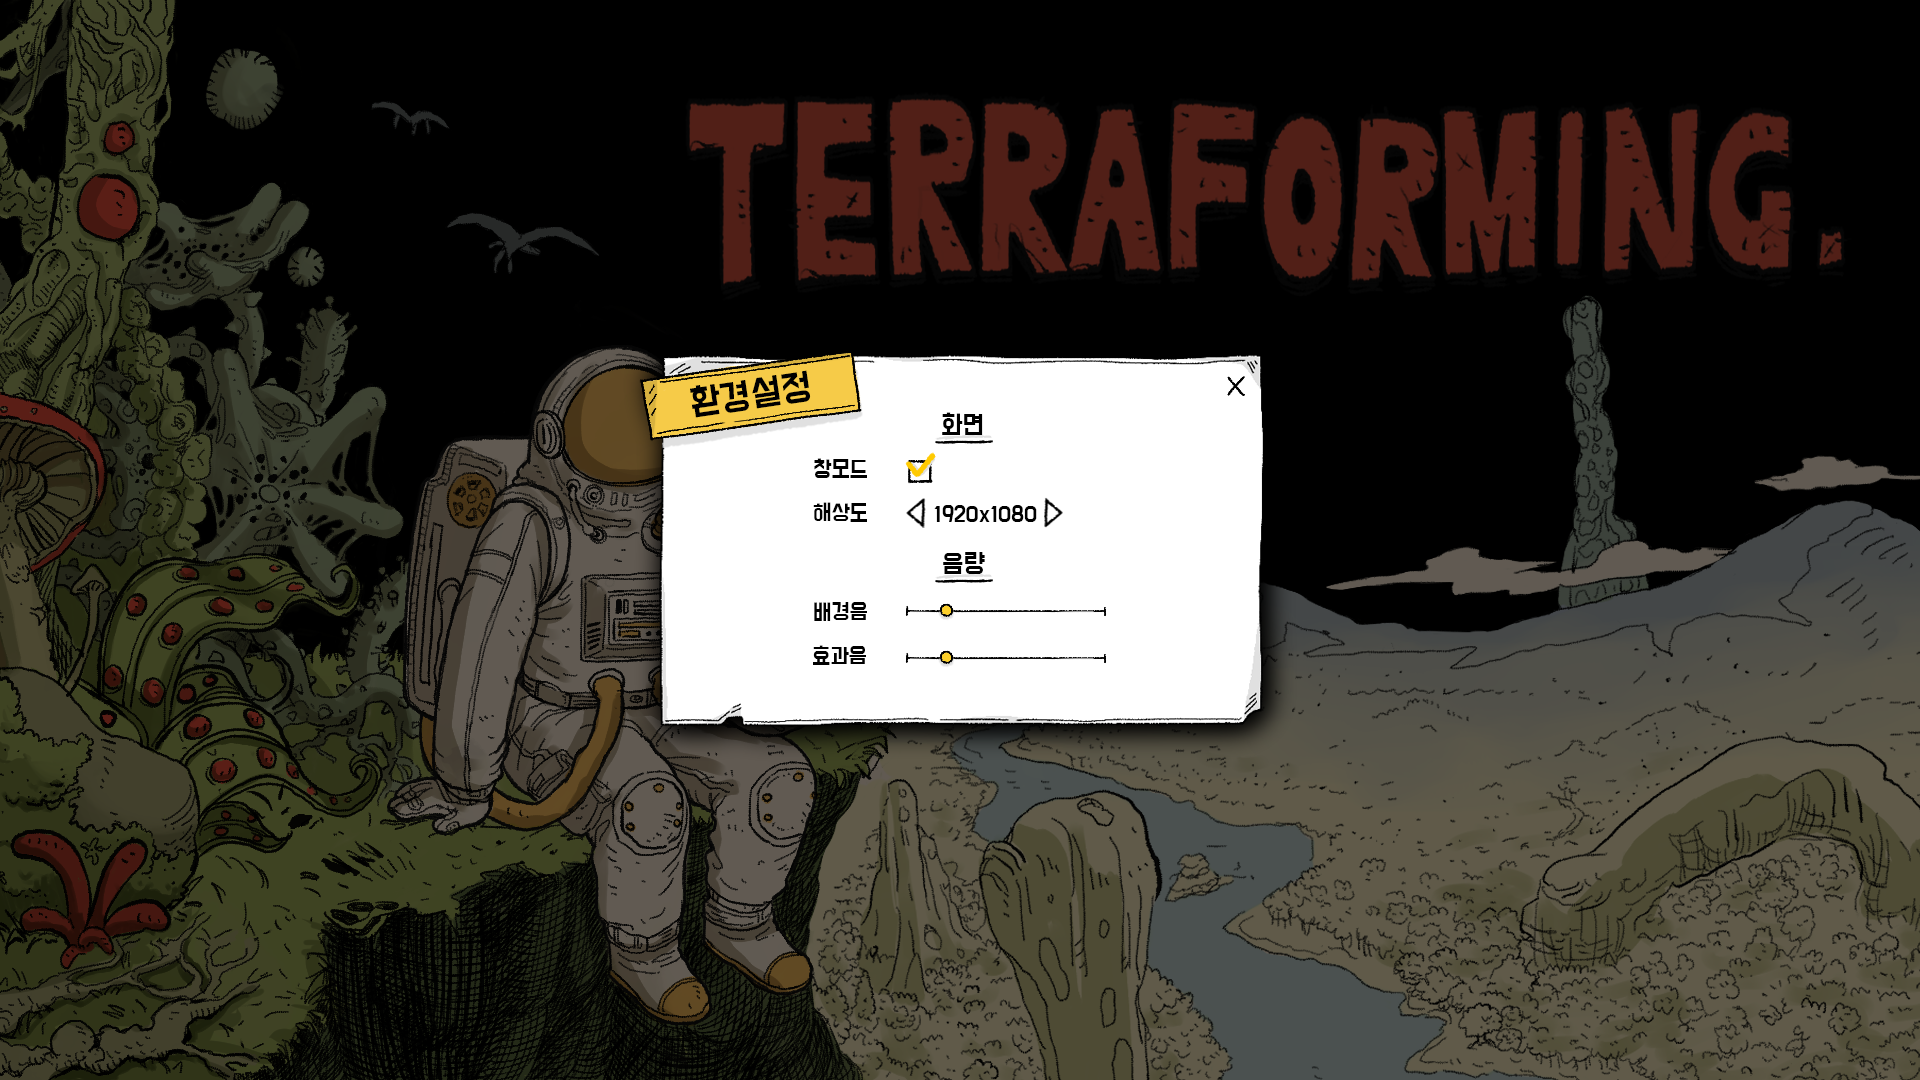 TERRAFORMING.
환경설정
화면
창모드
해상도 1920x1080
음량
배경음
효과음